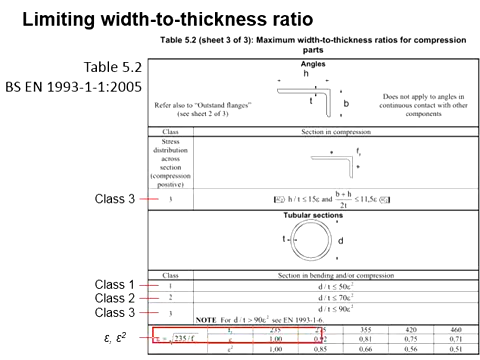 Limiting width-to-thickness ratio
Table 5.2 (sheet 3 of 3): Maximum width-to-thickness ratios for compression
parts
Table 5.2
BS EN 1993-1-1:2005
Angles
h
t
b
Refer also to "Outstand flanges"
(see sheet 2 of 3)
Does not apply to angles in
continuous contact with other
components
Class
Section in compression
Stress
distribution
across
section
(compression
positive)
Class 3
3
h / t ≤ 15ε and (b + h) / 2t ≤ 11,5ε
Tubular sections
t
d
Class
Section in bending and/or compression
Class 1
1
d / t ≤ 50ε²
Class 2
2
d / t ≤ 70ε²
Class 3
3
d / t ≤ 90ε²
NOTE For d / t > 90ε² see EN 1993-1-6.
ε, ε²
235 355 420 460
ε 1,00 0,81 0,75 0,71
ε² 1,00 0,85 0,66 0,56 0,51